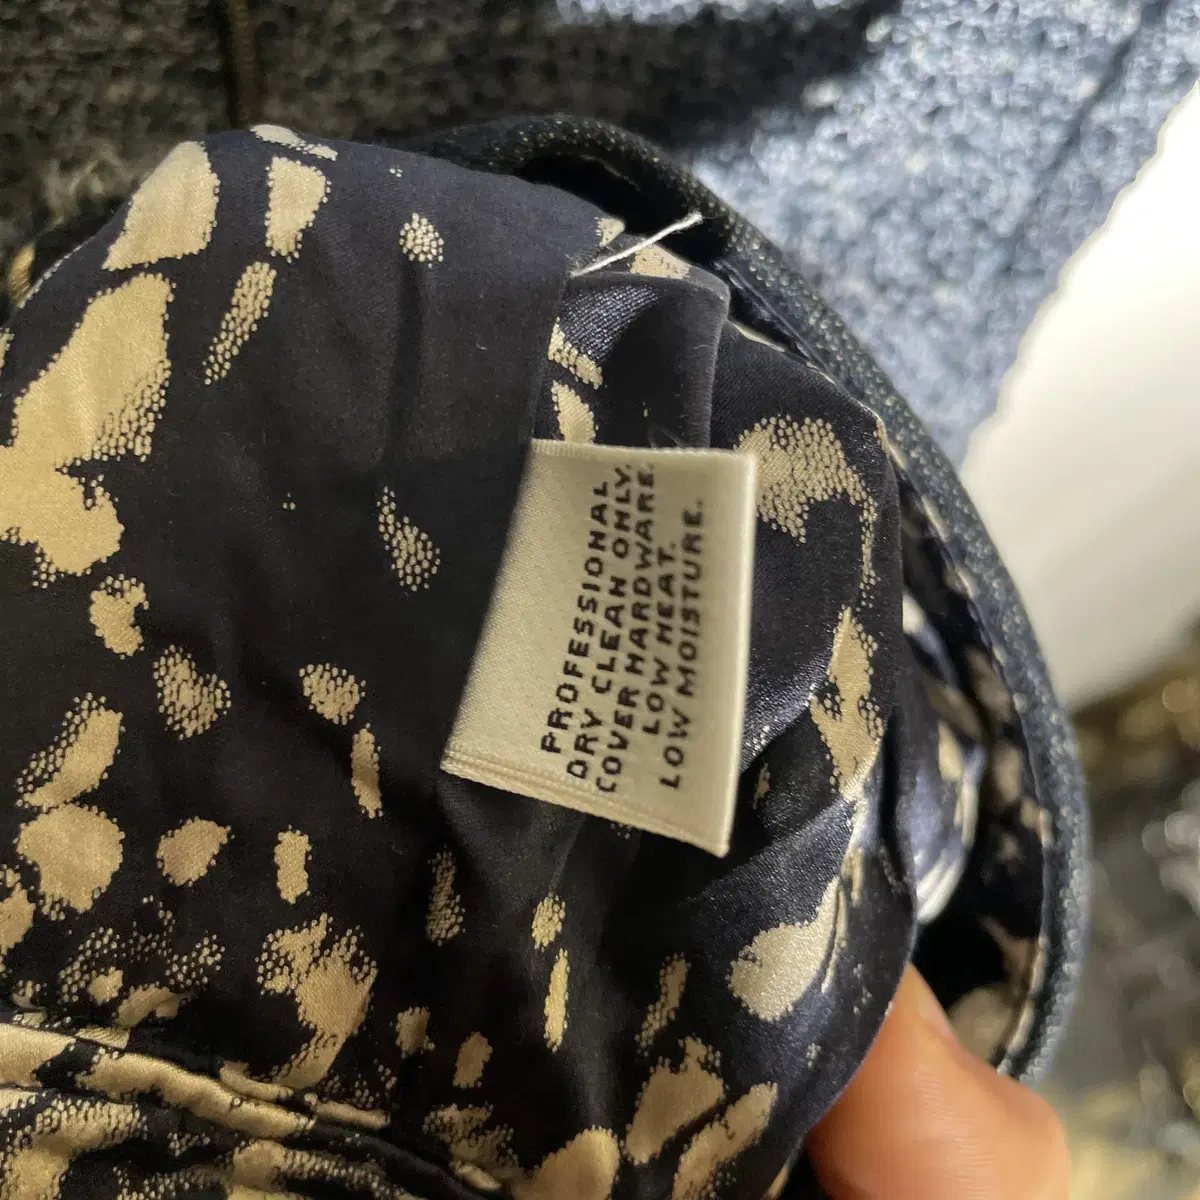 PROFESSIONAL
DRY CLEAN ONLY.
COVER HARDWARE.
LOW HEAT.
LOW MOISTURE.